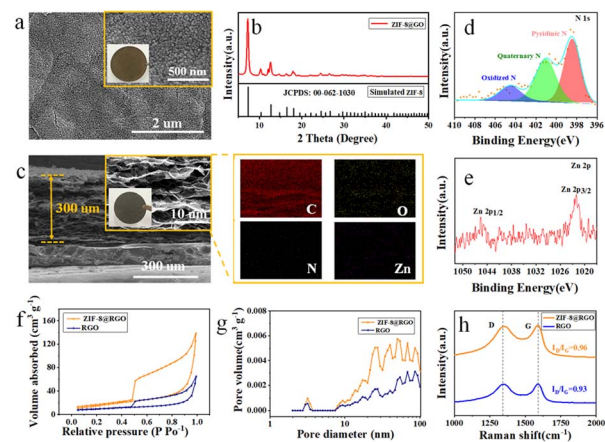 a
500 nm
2 um
b
ZIF-8@GO
JCPDS: 00-062-1030
Simulated ZIF-8
Intensity(a.u.)
10 20 30 40 50
2 Theta (Degree)
d
N 1s
Pyridinic N
Quaternary N
Oxidized N
Intensity(a.u.)
410 408 406 404 402 400 398 396
Binding Energy(eV)
c
300 um
10 um
300 um
C
O
N
Zn
e
Zn 2p
Zn 2p3/2
Zn 2p1/2
Intensity(a.u.)
1050 1044 1038 1032 1026 1020
Binding Energy(eV)
f
ZIF-8@RGO
RGO
Volume absorbed(cm³ g⁻¹)
200
150
100
50
0
0.0 0.2 0.4 0.6 0.8 1.0
Relative pressure (P Po⁻¹)
g
ZIF-8@RGO
RGO
Pore volume(cm³ g⁻¹)
0.008
0.006
0.004
0.002
0.000
1 10 100
Pore diameter (nm)
h
ZIF-8@RGO
RGO
D
G
ID/IG=0.96
ID/IG=0.93
Intensity(a.u.)
1000 1250 1500 1750 2000
Raman shift(cm⁻¹)